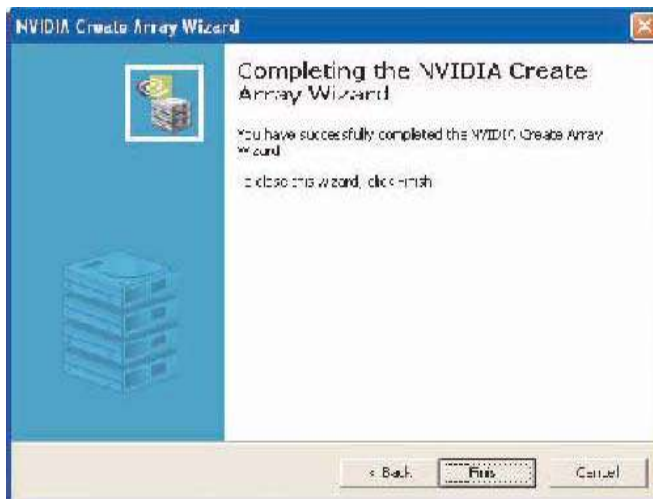 NVIDIA Create Array Wizard
Completing the NVIDIA Create
Array Wizard
You have successfully completed the NVIDIA Create Array
Wizard
To close this wizard, click Finish
< Back
Finish
Cancel